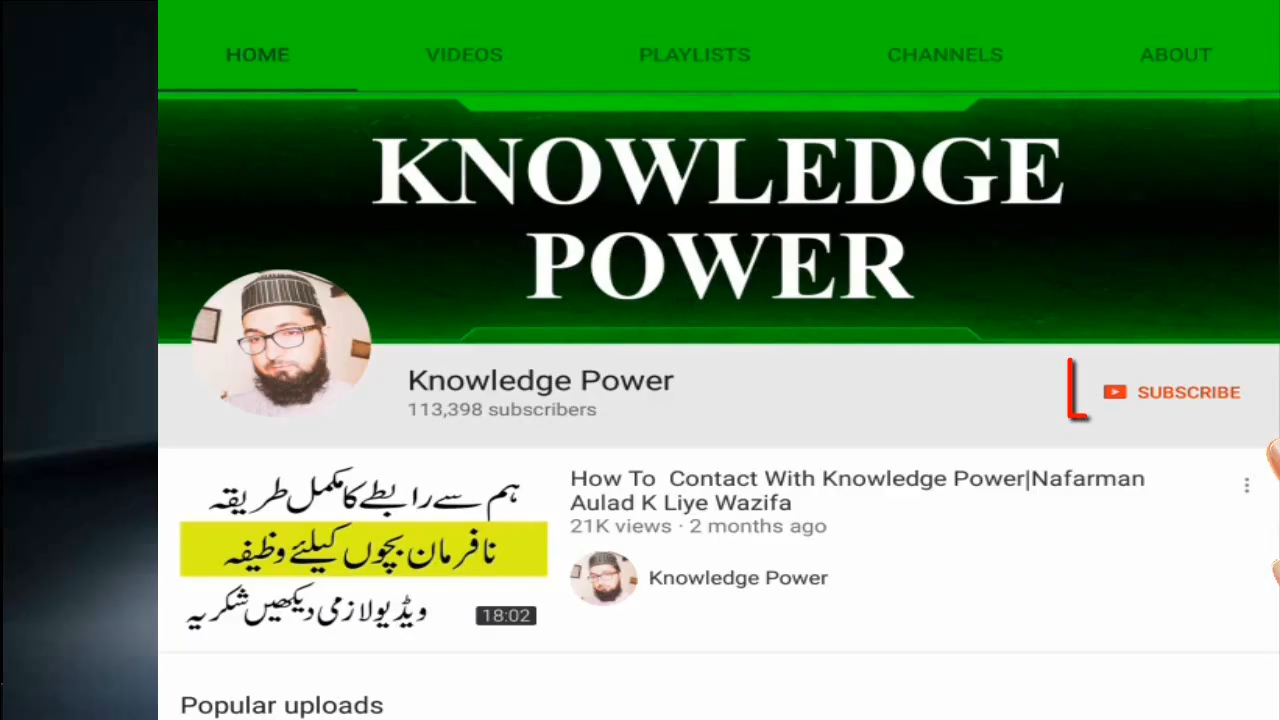 HOME VIDEOS PLAYLISTS CHANNELS ABOUT
KNOWLEDGE
POWER
Knowledge Power
113,398 subscribers
SUBSCRIBE
ہم سے رابطے کا مکمل طریقہ
نافرمان بچوں کیلئے وظیفہ
ویڈیو لازمی دیکھیں شکریہ
18:02
How To Contact With Knowledge Power|Nafarman
Aulad K Liye Wazifa
21K views · 2 months ago
Knowledge Power
Popular uploads